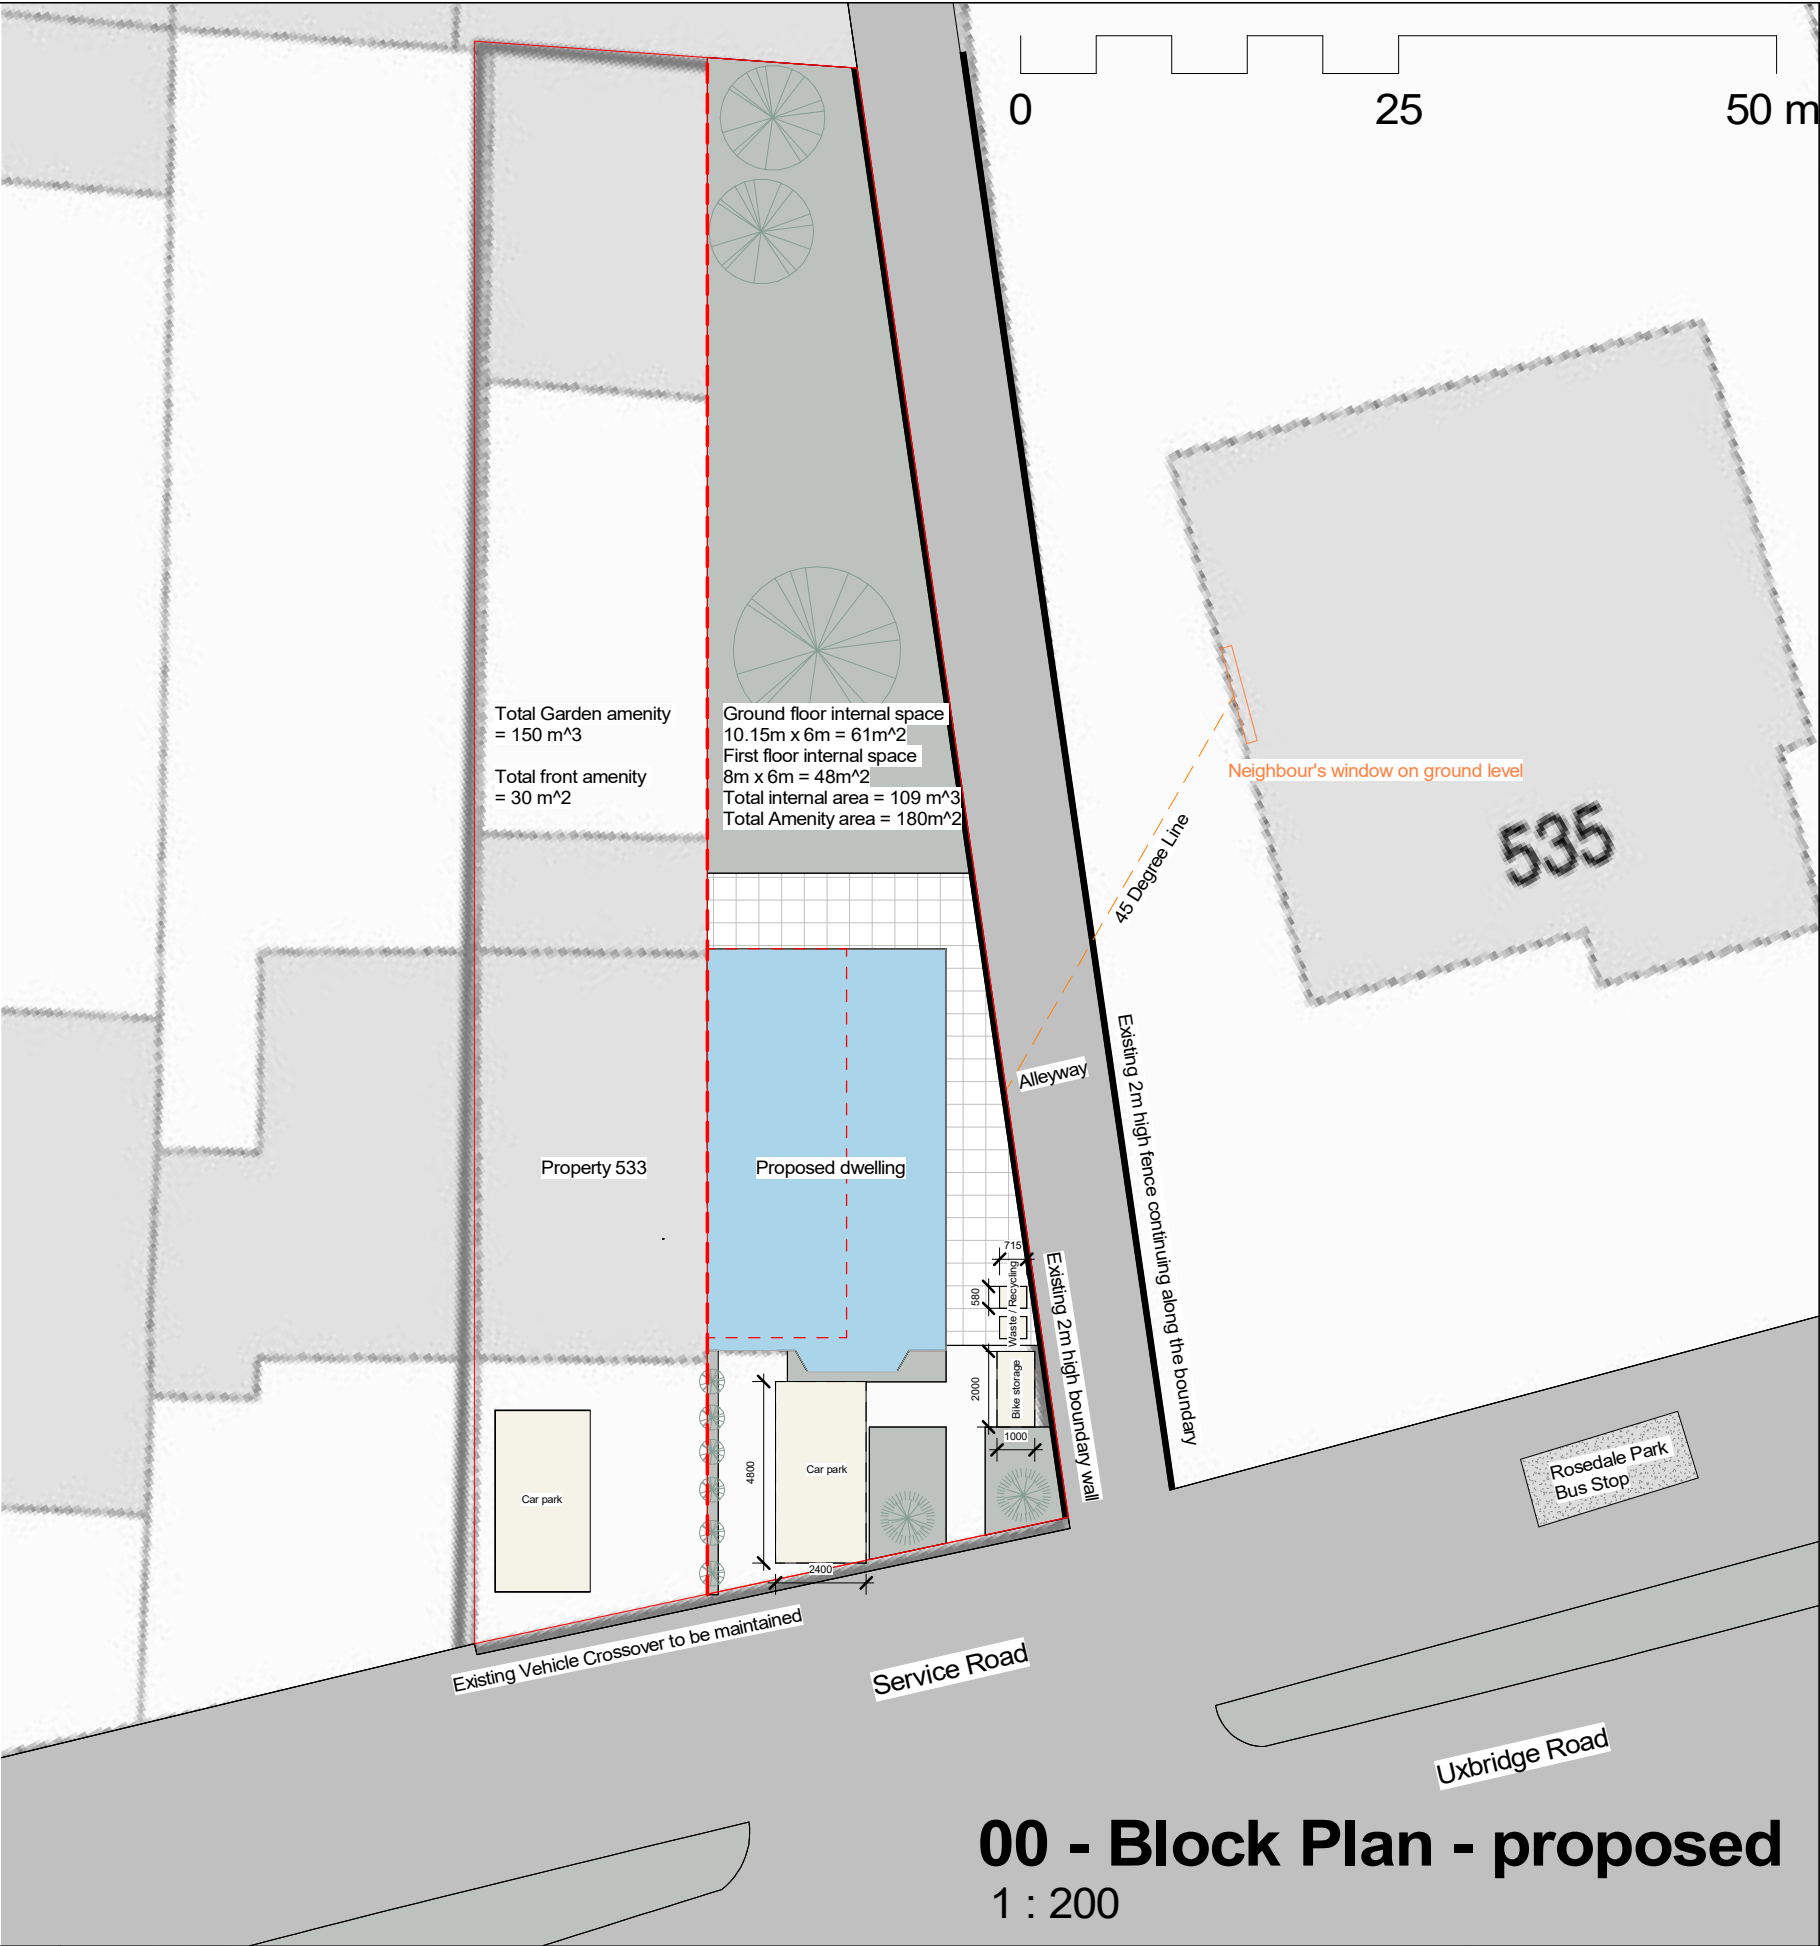 0 25 50 m
Total Garden amenity
= 150 m^3
Total front amenity
= 30 m^2
Ground floor internal space
10.15m x 6m = 61m^2
First floor internal space
8m x 6m = 48m^2
Total internal area = 109 m^3
Total Amenity area = 180m^2
Neighbour's window on ground level
535
45 Degree Line
Alleyway
Existing 2m high fence continuing along the boundary
Property 533
Proposed dwelling
715
580
Waste / Recycling
Existing 2m high boundary wall
2000
Bike storage
1000
4800
Car park
Car park
2400
Rosedale Park
Bus Stop
Existing Vehicle Crossover to be maintained
Service Road
Uxbridge Road
00 - Block Plan - proposed
1 : 200